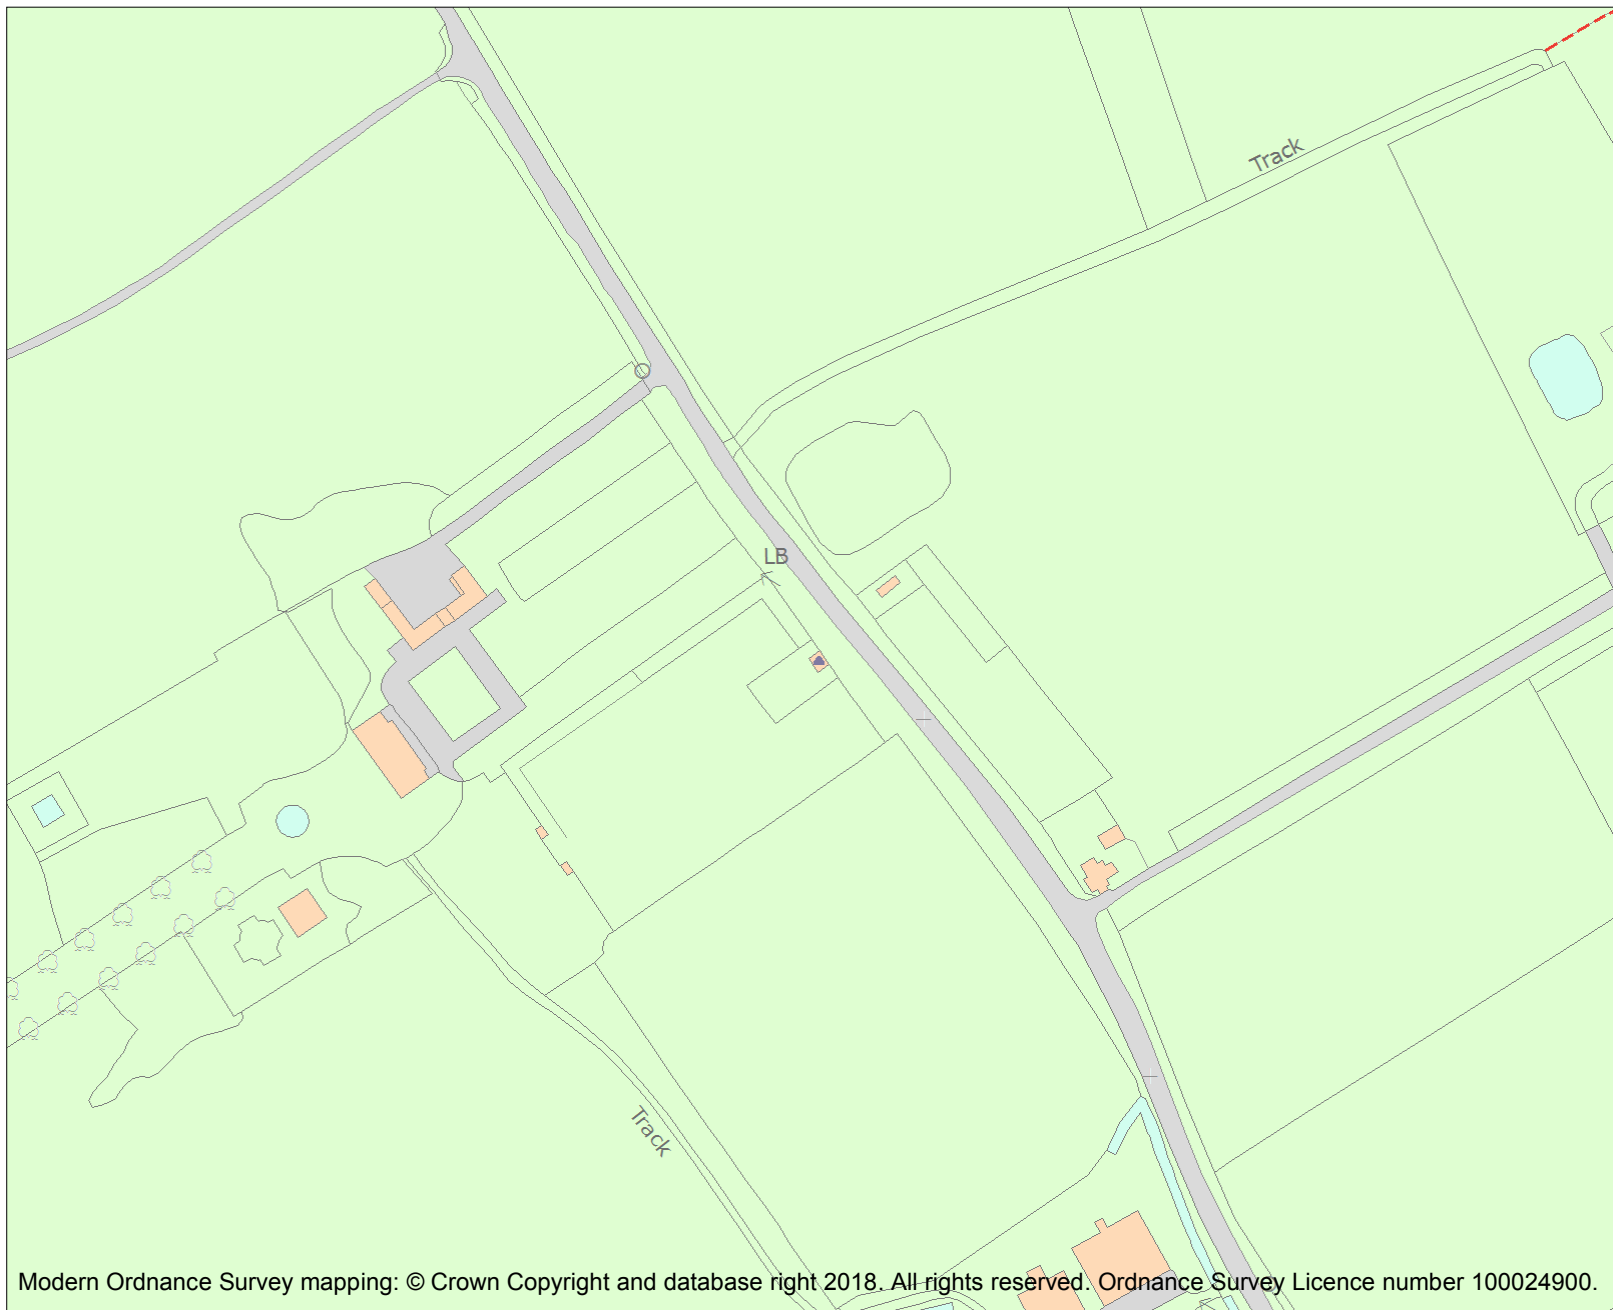 Track
LB
Track
Modern Ordnance Survey mapping: © Crown Copyright and database right 2018. All rights reserved. Ordnance Survey Licence number 100024900.